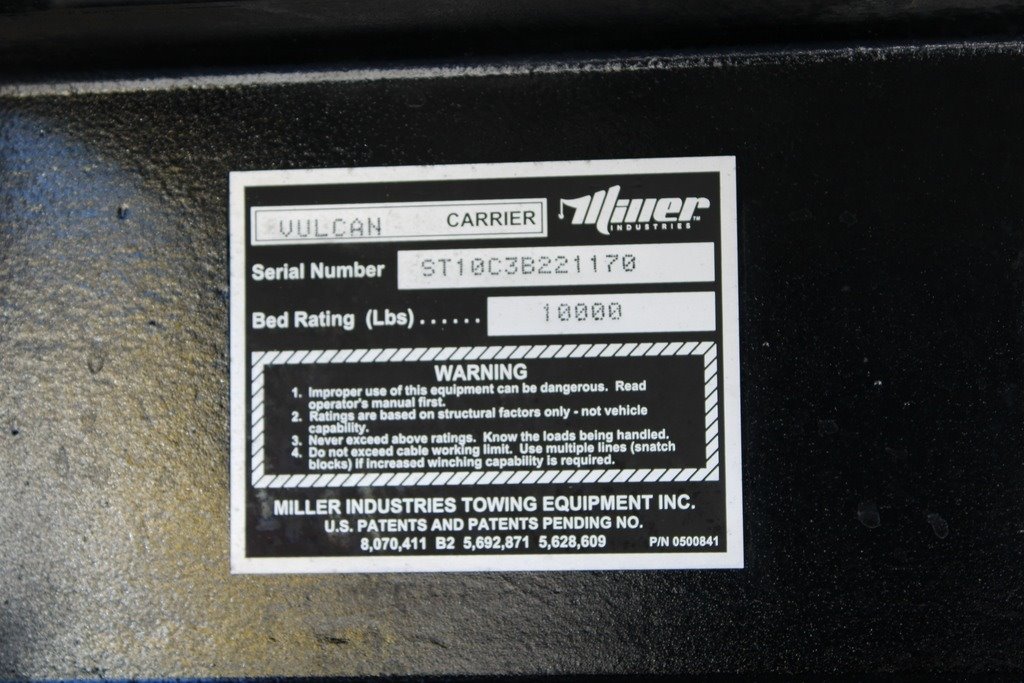 VULCAN CARRIER
Miller
INDUSTRIES
Serial Number ST10C3B221170
Bed Rating (Lbs)...... 10000
WARNING
1. Improper use of this equipment can be dangerous. Read
operator's manual first.
2. Ratings are based on structural factors only - not vehicle
capability.
3. Never exceed above ratings. Know the loads being handled.
4. Do not exceed cable working limit. Use multiple lines (snatch
blocks) if increased winching capability is required.
MILLER INDUSTRIES TOWING EQUIPMENT INC.
U.S. PATENTS AND PATENTS PENDING NO.
8,070,411 B2 5,692,871 5,628,609 P/N 0500841